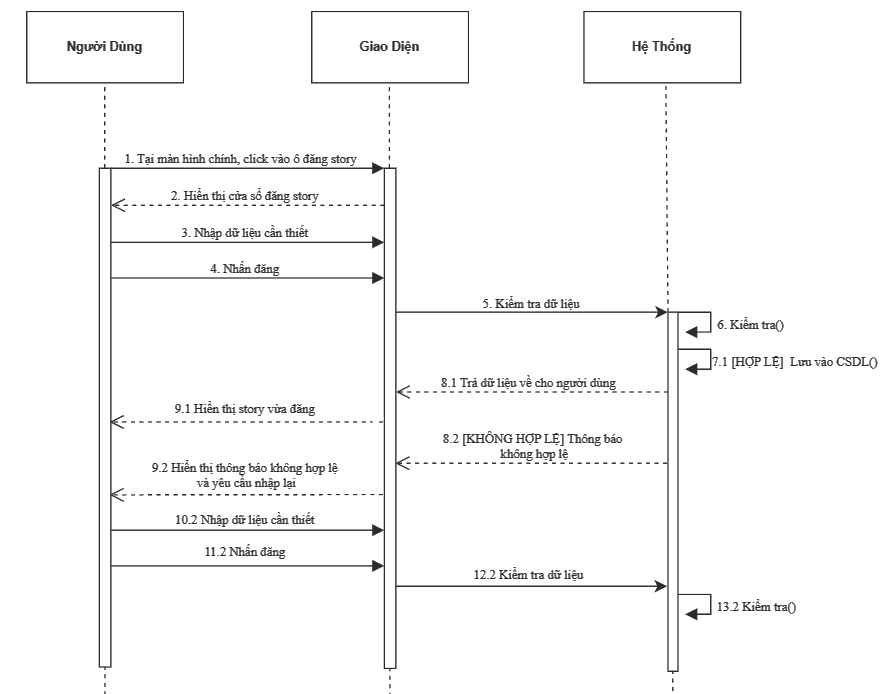 Người Dùng
Giao Diện
Hệ Thống
1. Tại màn hình chính, click vào ô đăng story
2. Hiển thị cửa sổ đăng story
3. Nhập dữ liệu cần thiết
4. Nhấn đăng
5. Kiểm tra dữ liệu
6. Kiểm tra()
7.1 [HỢP LỆ] Lưu vào CSDL()
8.1 Trả dữ liệu về cho người dùng
9.1 Hiển thị story vừa đăng
8.2 [KHÔNG HỢP LỆ] Thông báo
không hợp lệ
9.2 Hiển thị thông báo không hợp lệ
và yêu cầu nhập lại
10.2 Nhập dữ liệu cần thiết
11.2 Nhấn đăng
12.2 Kiểm tra dữ liệu
13.2 Kiểm tra()